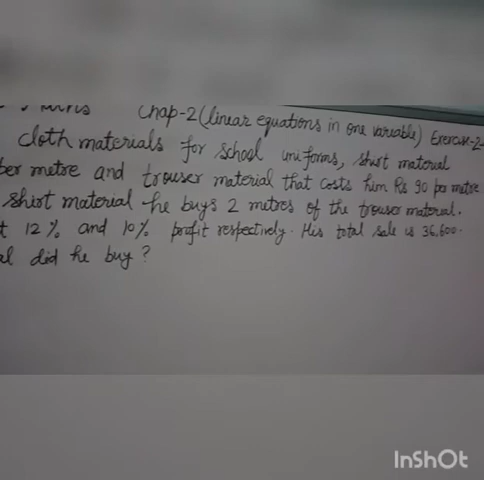 Chap-2 (linear equations in one variable) Exercise-2-
cloth materials for school uniforms, shirt material
per metre and trouser material that costs him Rs 90 per metre
shirt material he buys 2 metres of the trouser material.
t 12% and 10% profit respectively. His total sale is 36,600.
al did he buy?
InShOt